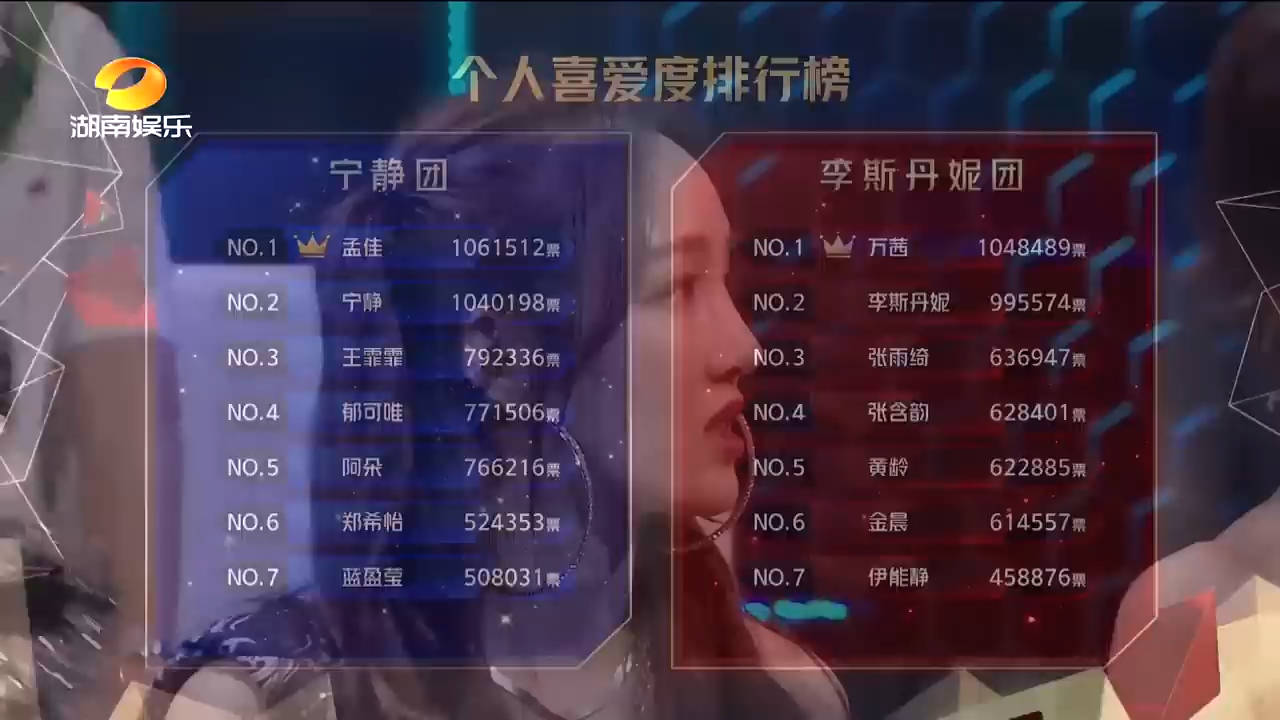 个人喜爱度排行榜
湖南娱乐
宁静团
NO.1 孟佳 1061512票
NO.2 宁静 1040198票
NO.3 王霏霏 792336票
NO.4 郁可唯 771506票
NO.5 阿朵 766216票
NO.6 郑希怡 524353票
NO.7 蓝盈莹 508031票
李斯丹妮团
NO.1 万茜 1048489票
NO.2 李斯丹妮 995574票
NO.3 张雨绮 636947票
NO.4 张含韵 628401票
NO.5 黄龄 622885票
NO.6 金晨 614557票
NO.7 伊能静 458876票